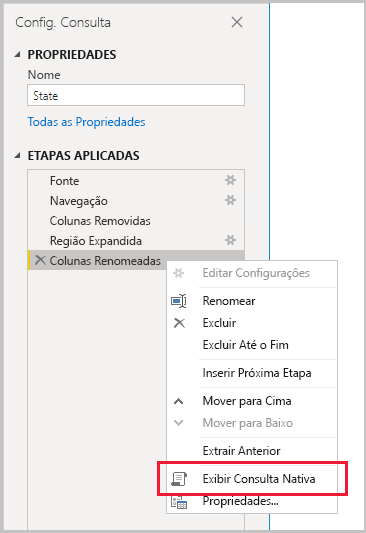 Config. Consulta
PROPRIEDADES
Nome
State
Todas as Propriedades
ETAPAS APLICADAS
Fonte
Navegação
Colunas Removidas
Região Expandida
Colunas Renomeadas
Editar Configurações
Renomear
Excluir
Excluir Até o Fim
Inserir Próxima Etapa
Mover para Cima
Mover para Baixo
Extrair Anterior
Exibir Consulta Nativa
Propriedades...